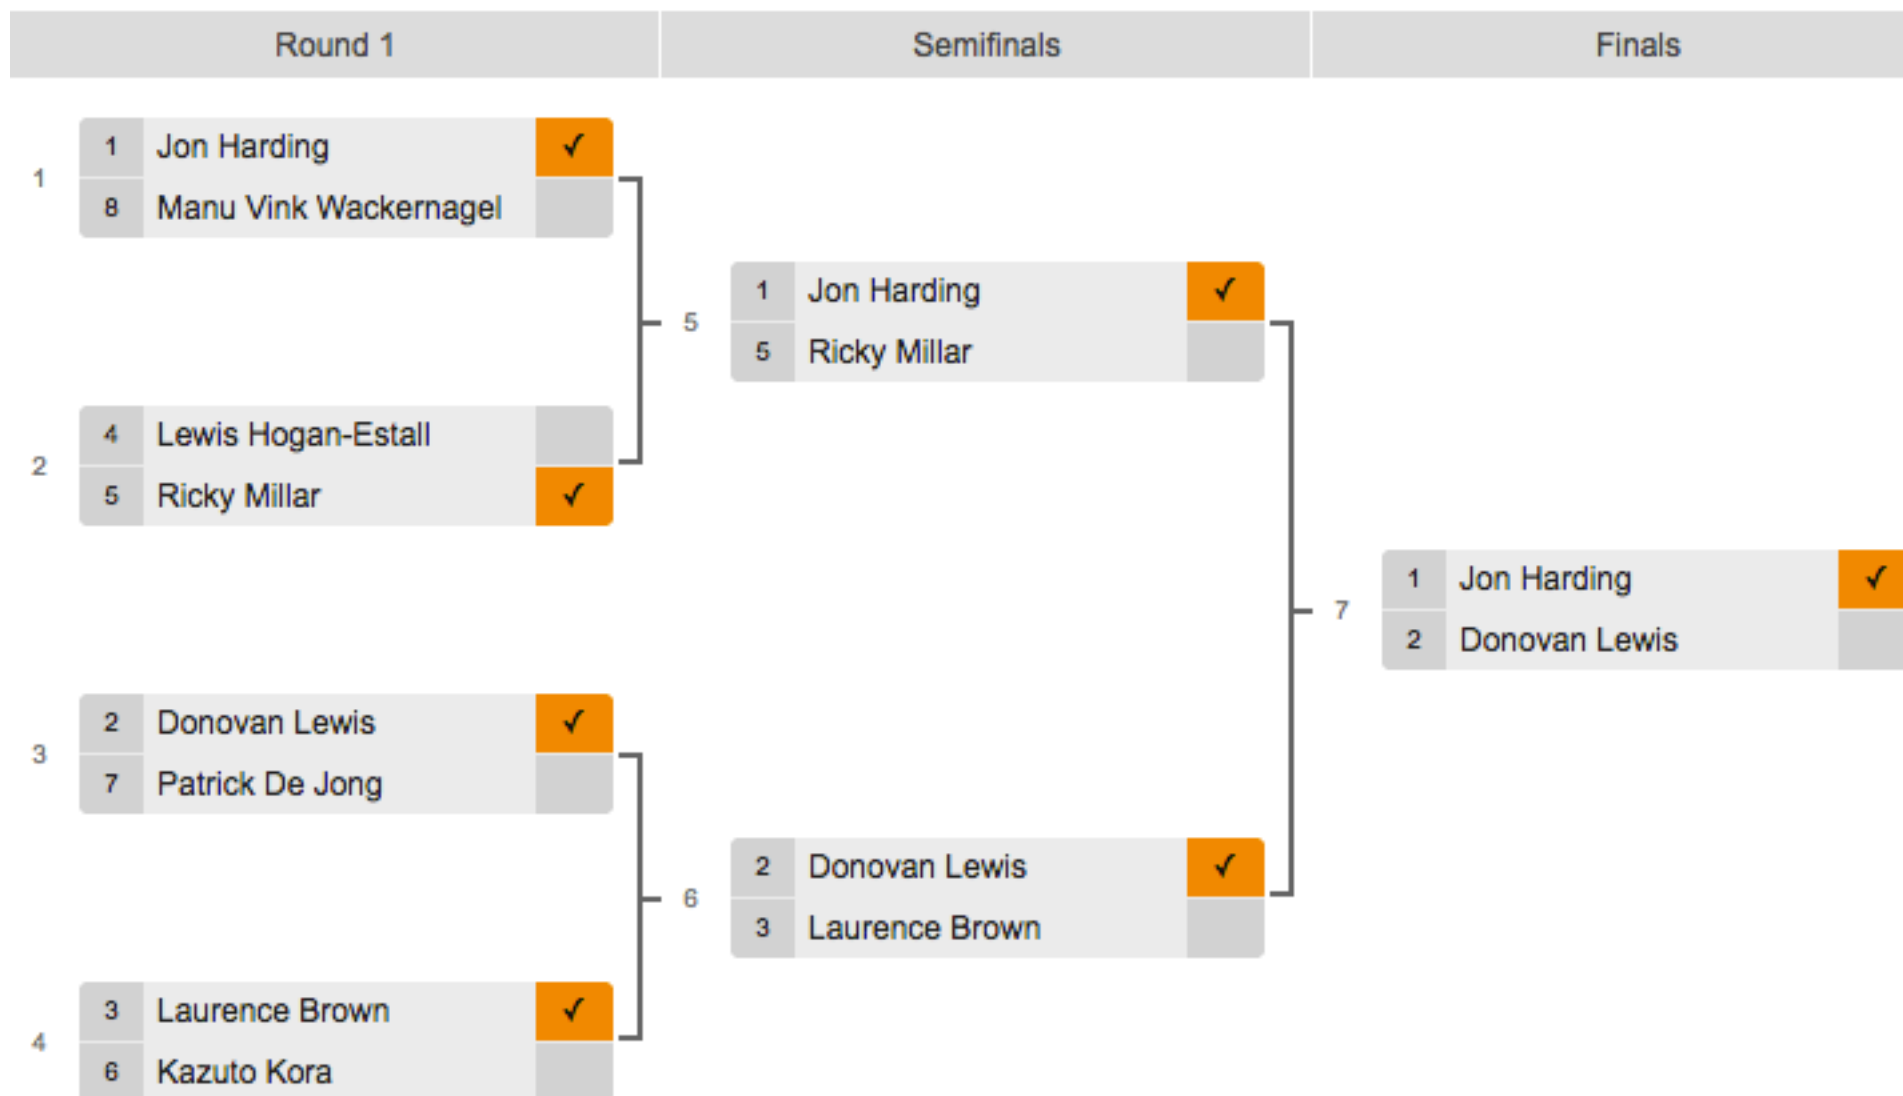 Round 1 Semifinals Finals
1
1 Jon Harding ✓
8 Manu Vink Wackernagel
2
4 Lewis Hogan-Estall
5 Ricky Millar ✓
3
2 Donovan Lewis ✓
7 Patrick De Jong
4
3 Laurence Brown ✓
6 Kazuto Kora
5
1 Jon Harding ✓
5 Ricky Millar
6
2 Donovan Lewis ✓
3 Laurence Brown
7
1 Jon Harding ✓
2 Donovan Lewis